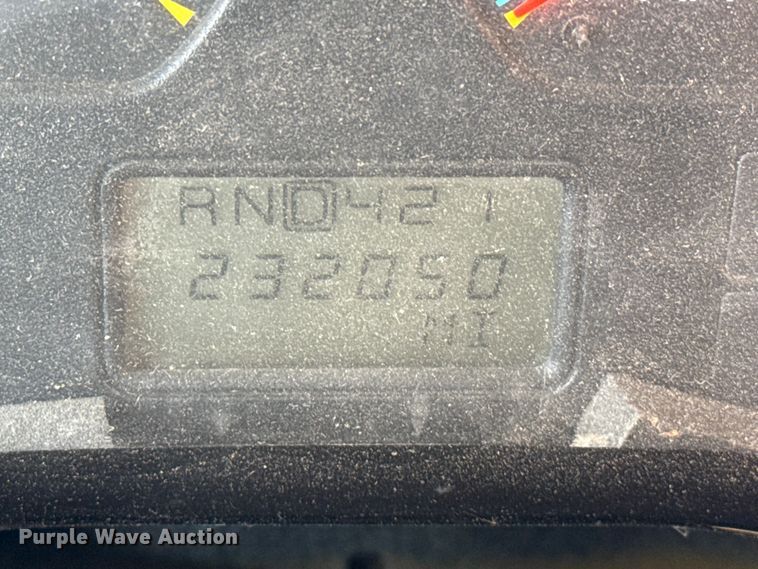 RND421
232050
MI
Purple Wave Auction